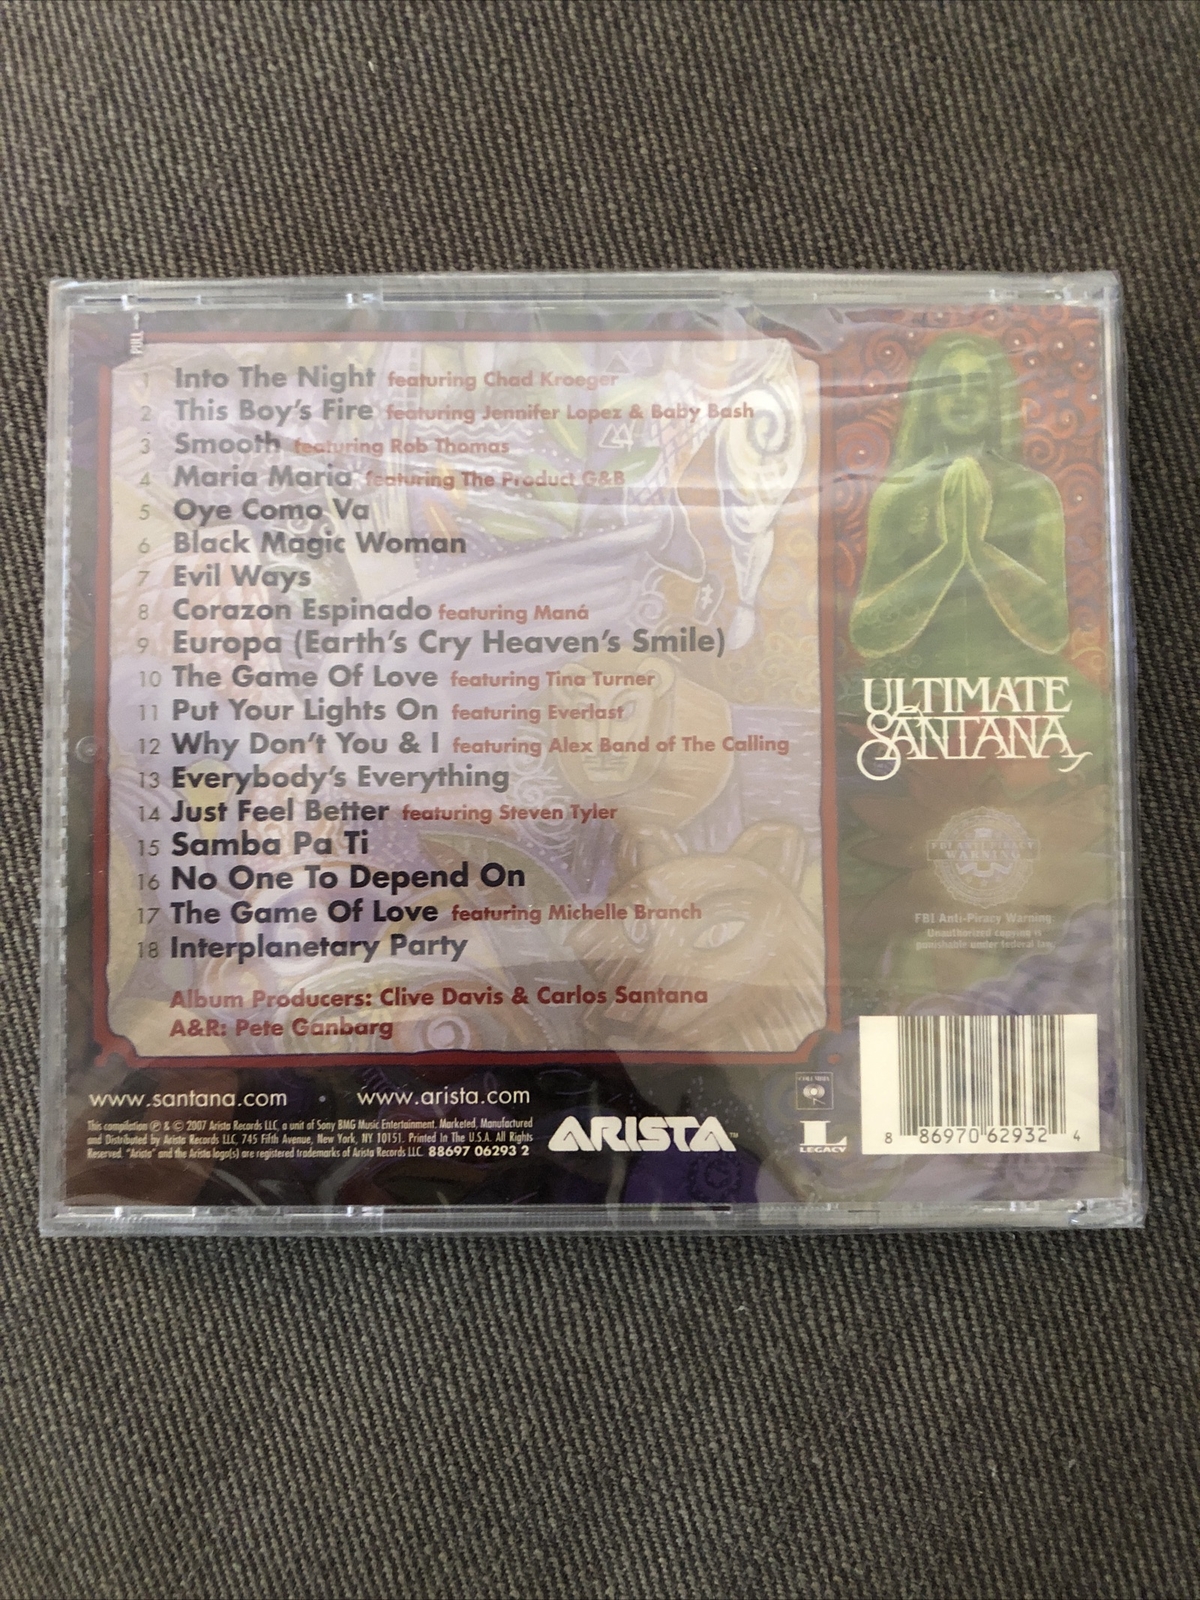 PULL
1 Into The Night featuring Chad Kroeger
2 This Boy's Fire featuring Jennifer Lopez & Baby Bash
3 Smooth featuring Rob Thomas
4 Maria Maria featuring The Product G&B
5 Oye Como Va
6 Black Magic Woman
7 Evil Ways
8 Corazon Espinado featuring Maná
9 Europa (Earth's Cry Heaven's Smile)
10 The Game Of Love featuring Tina Turner
11 Put Your Lights On featuring Everlast
12 Why Don't You & I featuring Alex Band of The Calling
13 Everybody's Everything
14 Just Feel Better featuring Steven Tyler
15 Samba Pa Ti
16 No One To Depend On
17 The Game Of Love featuring Michelle Branch
18 Interplanetary Party
Album Producers: Clive Davis & Carlos Santana
A&R: Pete Ganbarg
www.santana.com • www.arista.com
This compilation ℗ & © 2007 Arista Records LLC, a unit of Sony BMG Music Entertainment. Marketed, Manufactured
and Distributed by Arista Records LLC, 745 Fifth Avenue, New York, NY 10151. Printed In The U.S.A. All Rights
Reserved. "Arista" and the Arista logo(s) are registered trademarks of Arista Records LLC. 88697 06293 2
ARISTA™
ULTIMATE
SANTANA
FBI ANTI-PIRACY
WARNING
FBI Anti-Piracy Warning:
Unauthorized copying is
punishable under federal law.
COLUMBIA
L
LEGACY
8 86970 62932 4